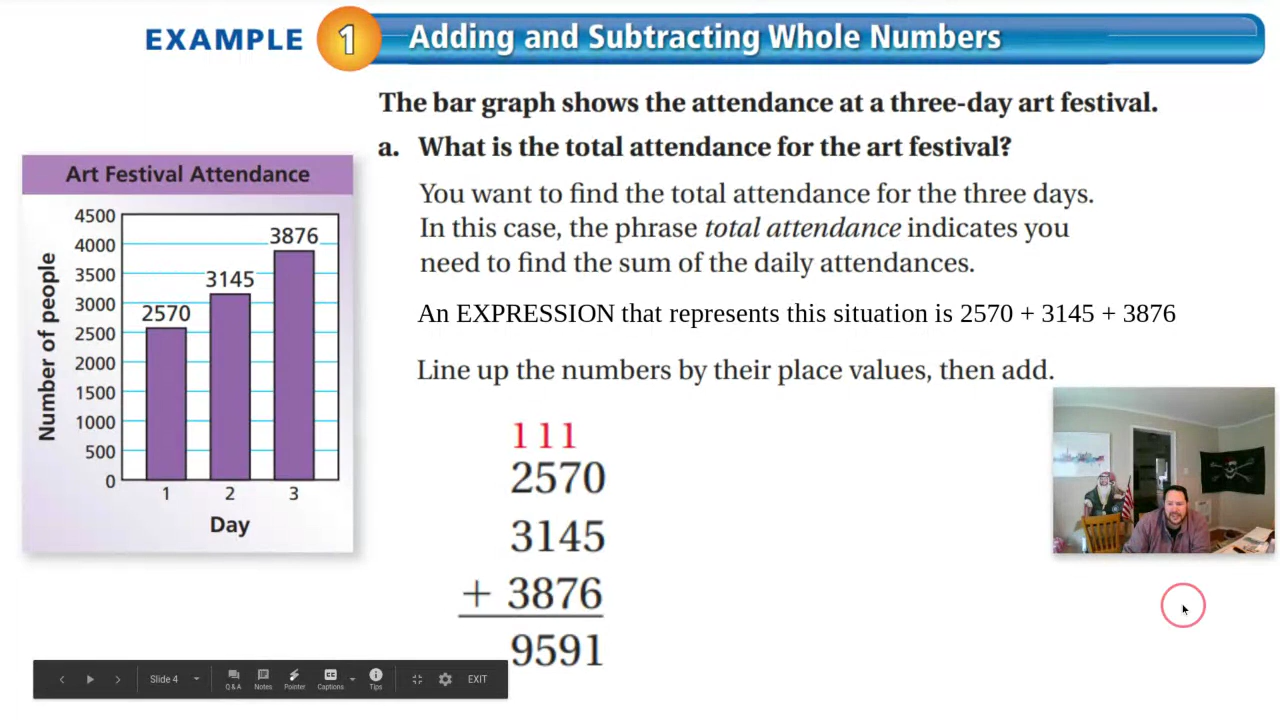 EXAMPLE 1 Adding and Subtracting Whole Numbers
The bar graph shows the attendance at a three-day art festival.
a. What is the total attendance for the art festival?
You want to find the total attendance for the three days.
In this case, the phrase total attendance indicates you
need to find the sum of the daily attendances.
An EXPRESSION that represents this situation is 2570 + 3145 + 3876
Line up the numbers by their place values, then add.
Art Festival Attendance
Number of people
4500
4000
3500
3000
2500
2000
1500
1000
500
0
2570
3145
3876
1 2 3
Day
1 1 1
2570
3145
+ 3876
9591
Slide 4 Q & A Notes Pointer CC Captions Tips EXIT